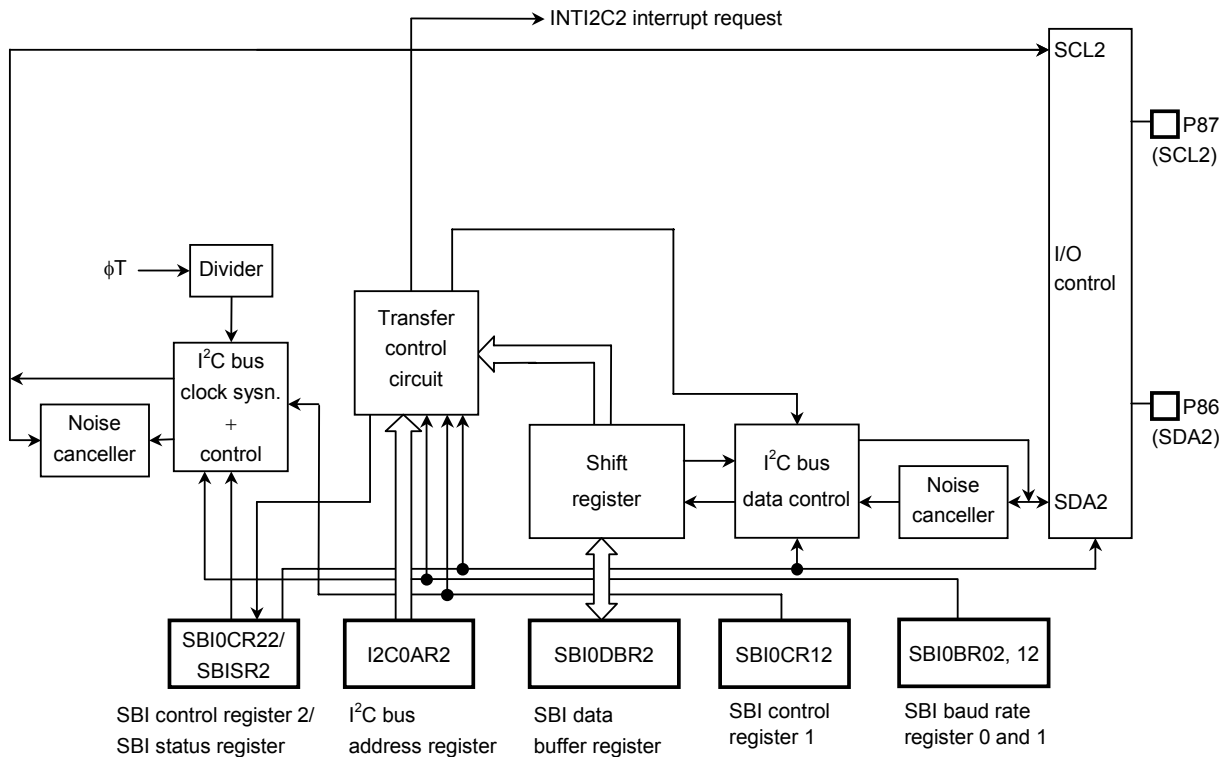 INTI2C2 interrupt request
SCL2
P87
(SCL2)
I/O
control
P86
(SDA2)
SDA2
ϕT
Divider
I²C bus
clock sysn.
+
control
Noise
canceller
Transfer
control
circuit
Shift
register
I²C bus
data control
Noise
canceller
SBI0CR22/
SBISR2
I2C0AR2
SBI0DBR2
SBI0CR12
SBI0BR02, 12
SBI control register 2/
SBI status register
I²C bus
address register
SBI data
buffer register
SBI control
register 1
SBI baud rate
register 0 and 1